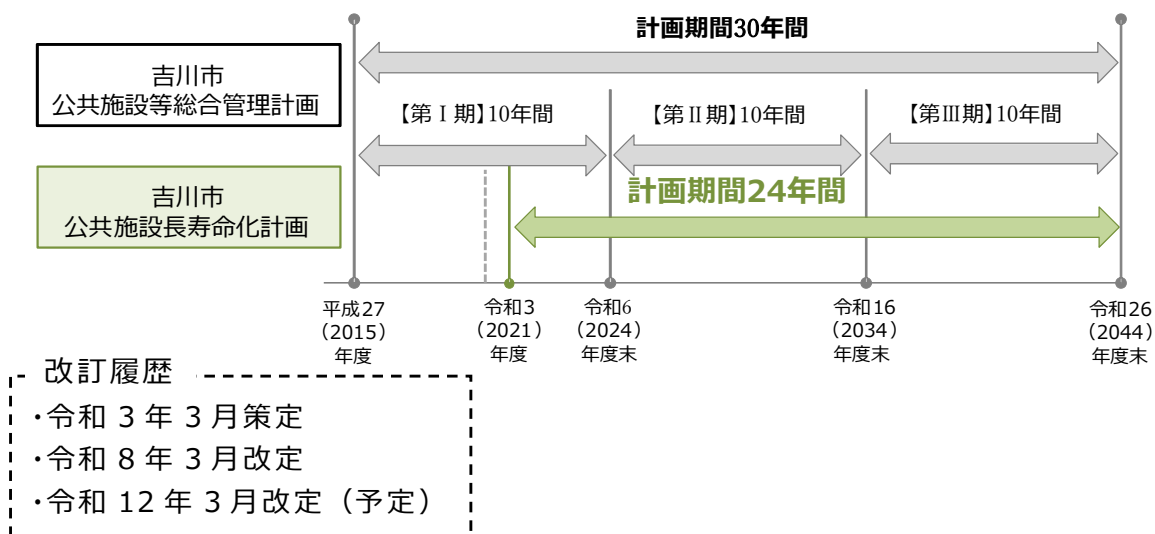 計画期間30年間
吉川市
公共施設等総合管理計画
【第Ⅰ期】10年間
【第Ⅱ期】10年間
【第Ⅲ期】10年間
吉川市
公共施設長寿命化計画
計画期間24年間
平成27
(2015)
年度
令和3
(2021)
年度
令和6
(2024)
年度末
令和16
(2034)
年度末
令和26
(2044)
年度末
改訂履歴
・令和 3 年 3 月策定
・令和 8 年 3 月改定
・令和 12 年 3 月改定（予定）